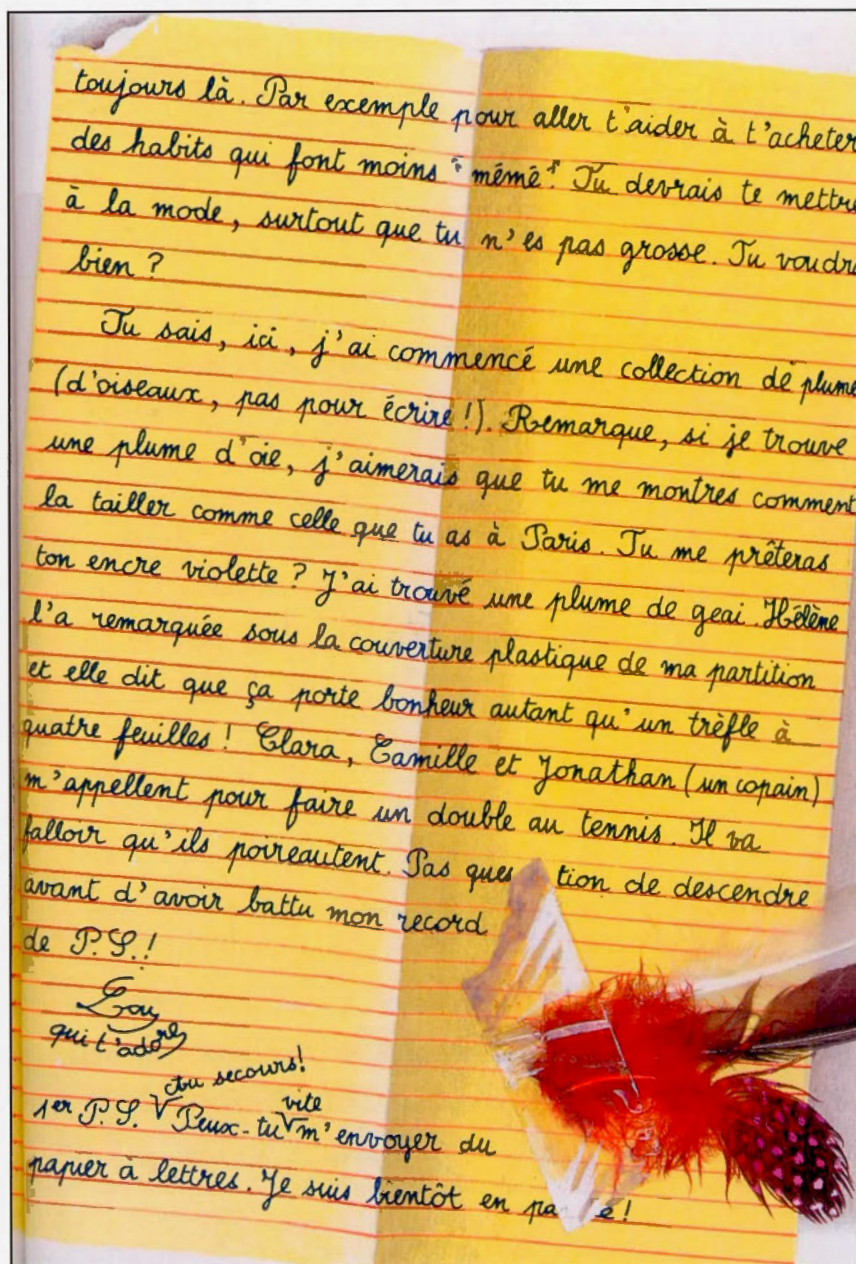 toujours là. Par exemple pour aller t'aider à t'acheter
des habits qui font moins "mémé". Tu devrais te mettre
à la mode, surtout que tu n'es pas grosse. Tu voudra
bien ?
Tu sais, ici, j'ai commencé une collection de plume
(d'oiseaux, pas pour écrire !). Remarque, si je trouve
une plume d'oie, j'aimerais que tu me montres comment
la tailler comme celle que tu as à Paris. Tu me prêteras
ton encre violette ? J'ai trouvé une plume de geai. Hélène
l'a remarquée sous la couverture plastique de ma partition
et elle dit que ça porte bonheur autant qu'un trèfle à
quatre feuilles ! Clara, Camille et Jonathan (un copain)
m'appellent pour faire un double au tennis. Il va
falloir qu'ils poireautent. Pas ques tion de descendre
avant d'avoir battu mon record
de P.S. !
Lou
qui t'adore
Au secours !
vite
1er P.S. Peux-tu m'envoyer du
papier à lettres. Je suis bientôt en pa e !